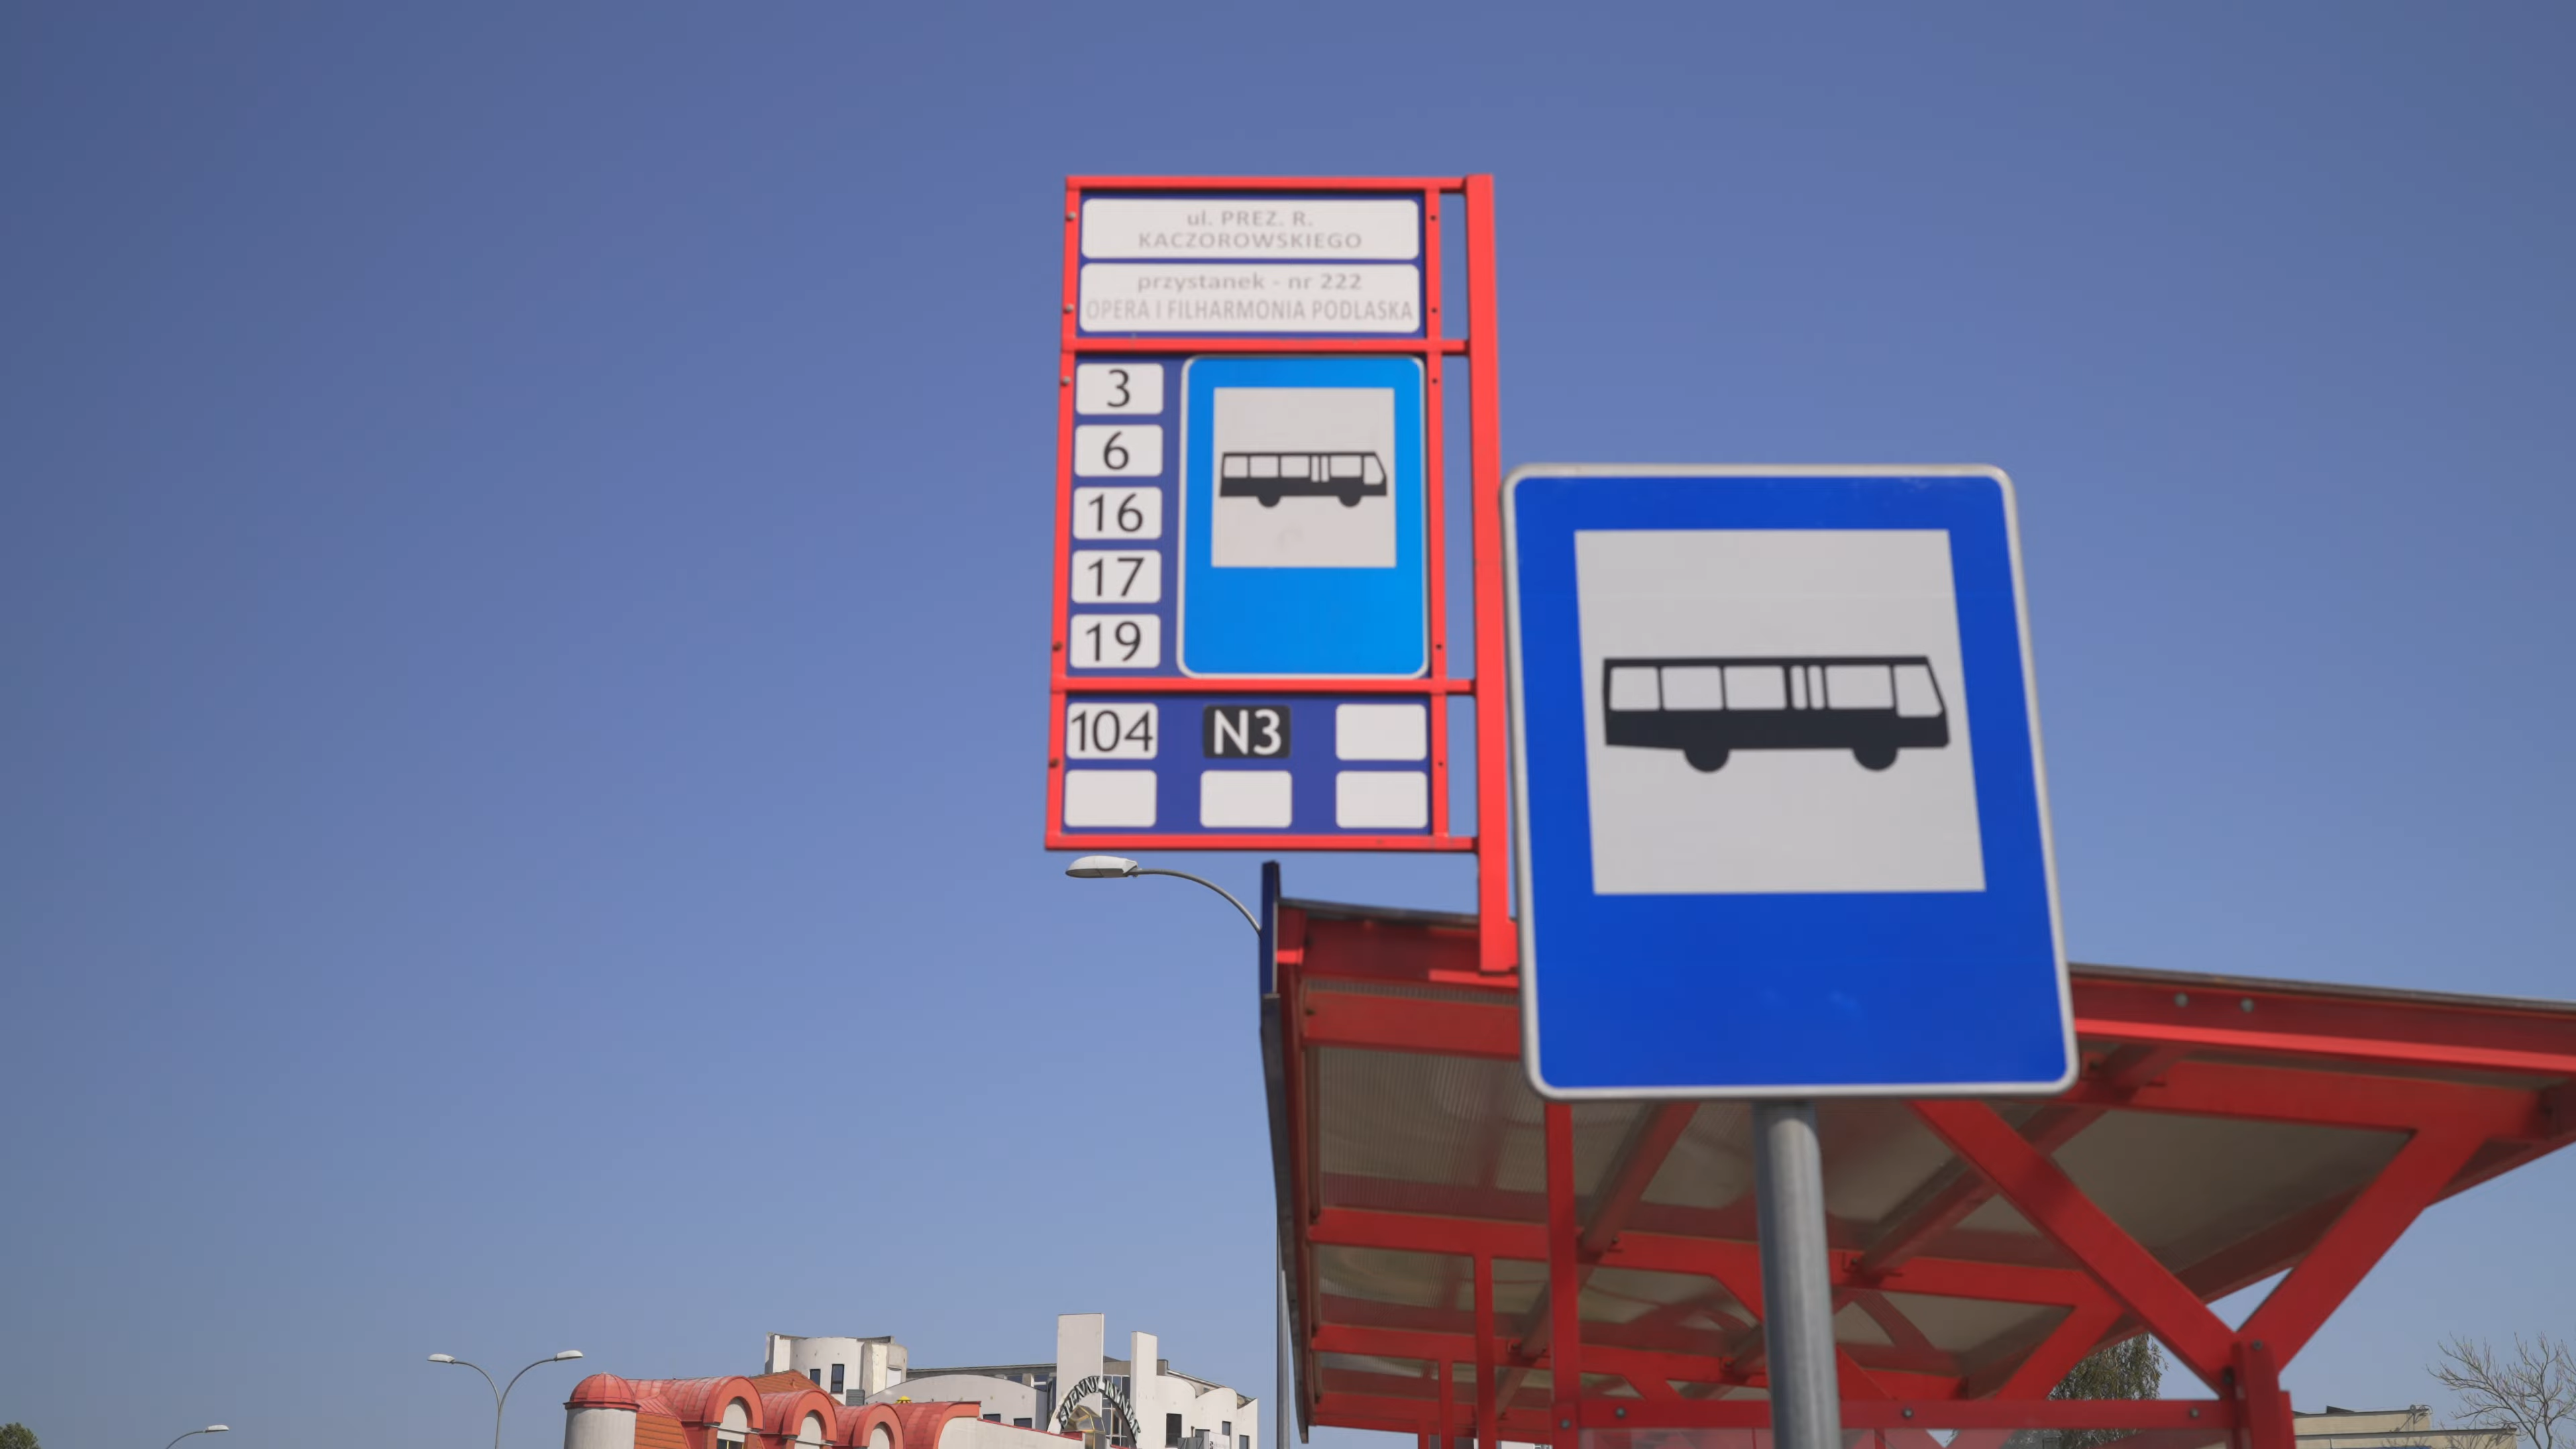 ul. PREZ. R.
KACZOROWSKIEGO
przystanek - nr 222
OPERA I FILHARMONIA PODLASKA
3
6
16
17
19
104 N3